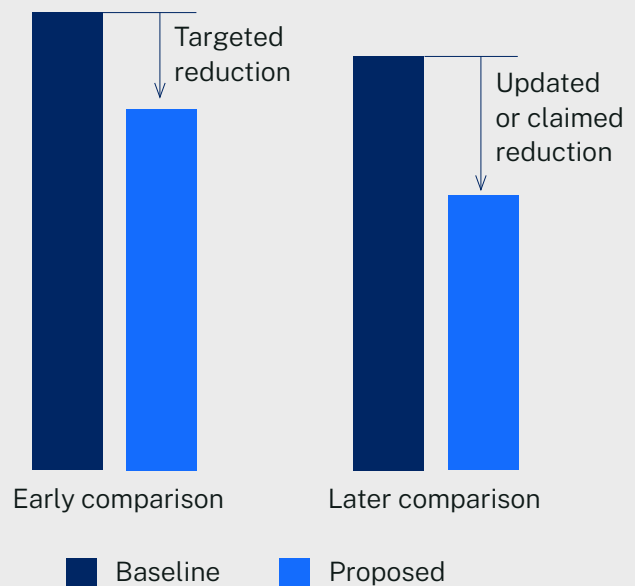 Targeted
reduction
Updated
or claimed
reduction
Early comparison
Later comparison
Baseline
Proposed